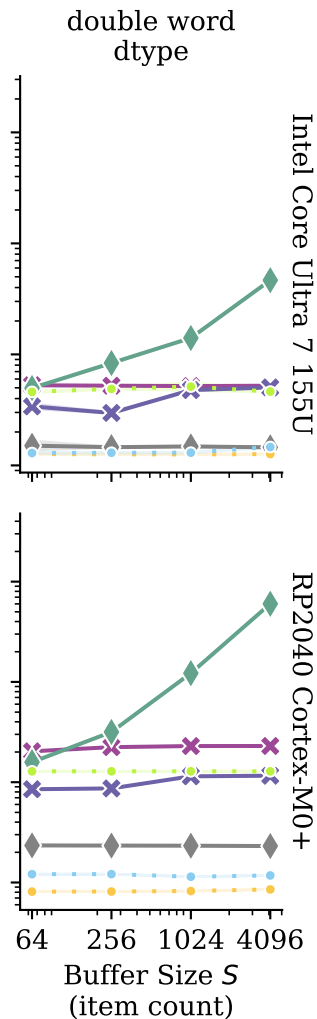 double word
dtype
Intel Core Ultra 7 155U
RP2040 Cortex-M0+
64 256 1024 4096
Buffer Size S
(item count)